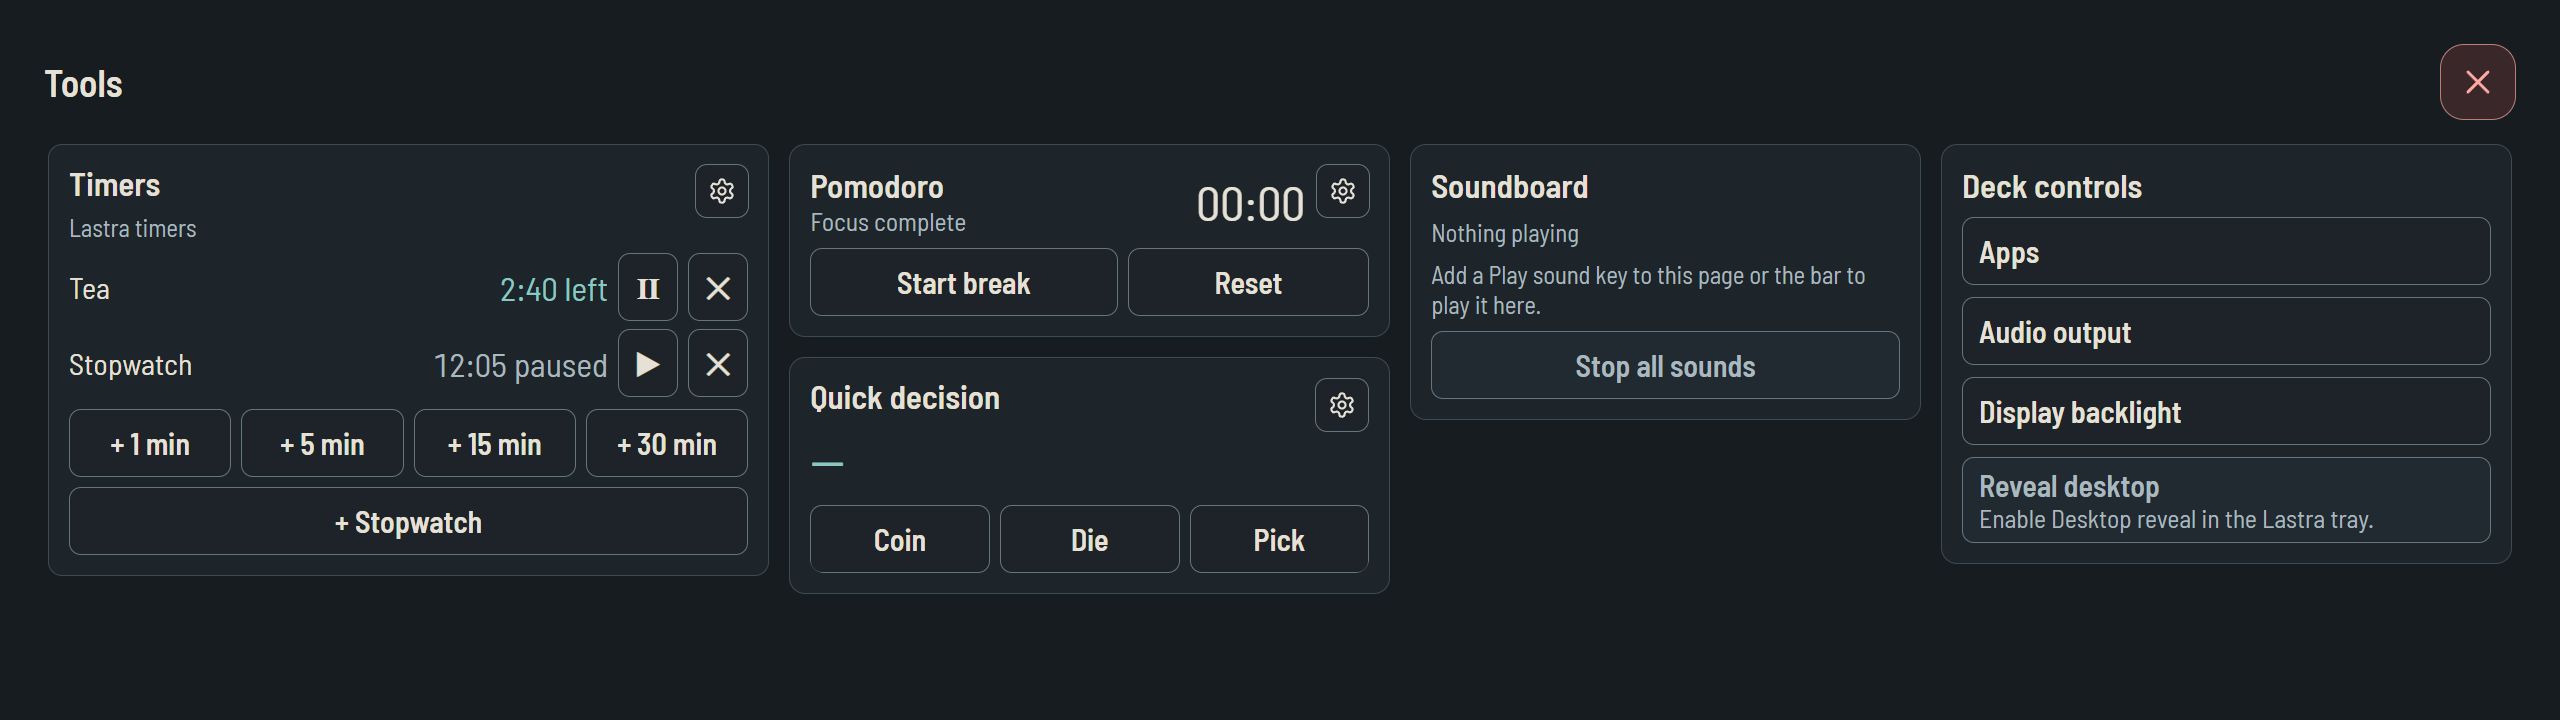 Tools
Timers
Lastra timers
Tea
2:40 left
Stopwatch
12:05 paused
+ 1 min
+ 5 min
+ 15 min
+ 30 min
+ Stopwatch
Pomodoro
Focus complete
00:00
Start break
Reset
Quick decision
—
Coin
Die
Pick
Soundboard
Nothing playing
Add a Play sound key to this page or the bar to
play it here.
Stop all sounds
Deck controls
Apps
Audio output
Display backlight
Reveal desktop
Enable Desktop reveal in the Lastra tray.